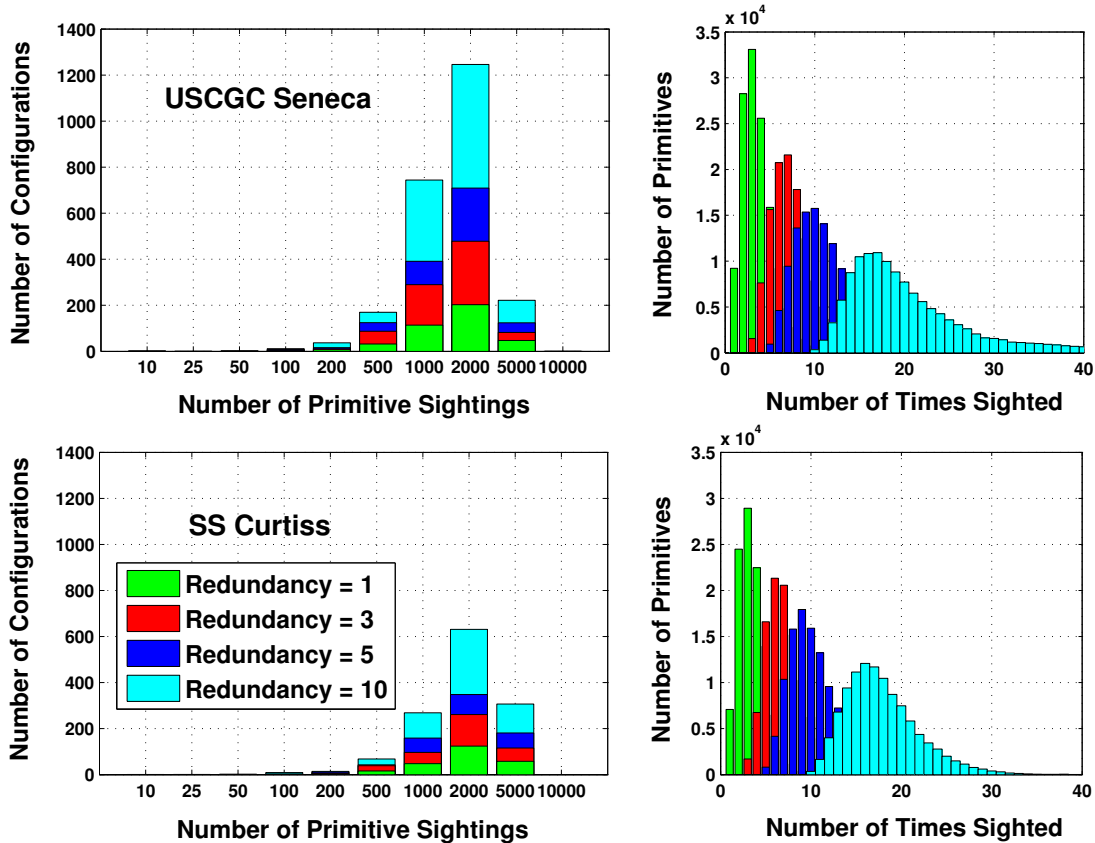 1400
1200
1000
800
600
400
200
0
10 25 50 100 200 500 1000 2000 5000 10000
Number of Configurations
USCGC Seneca
Number of Primitive Sightings
x 10^4
3.5
3
2.5
2
1.5
1
0.5
0
0 10 20 30 40
Number of Primitives
Number of Times Sighted
1400
1200
1000
800
600
400
200
0
10 25 50 100 200 500 1000 2000 5000 10000
Number of Configurations
SS Curtiss
Redundancy = 1
Redundancy = 3
Redundancy = 5
Redundancy = 10
Number of Primitive Sightings
x 10^4
3.5
3
2.5
2
1.5
1
0.5
0
0 10 20 30 40
Number of Primitives
Number of Times Sighted